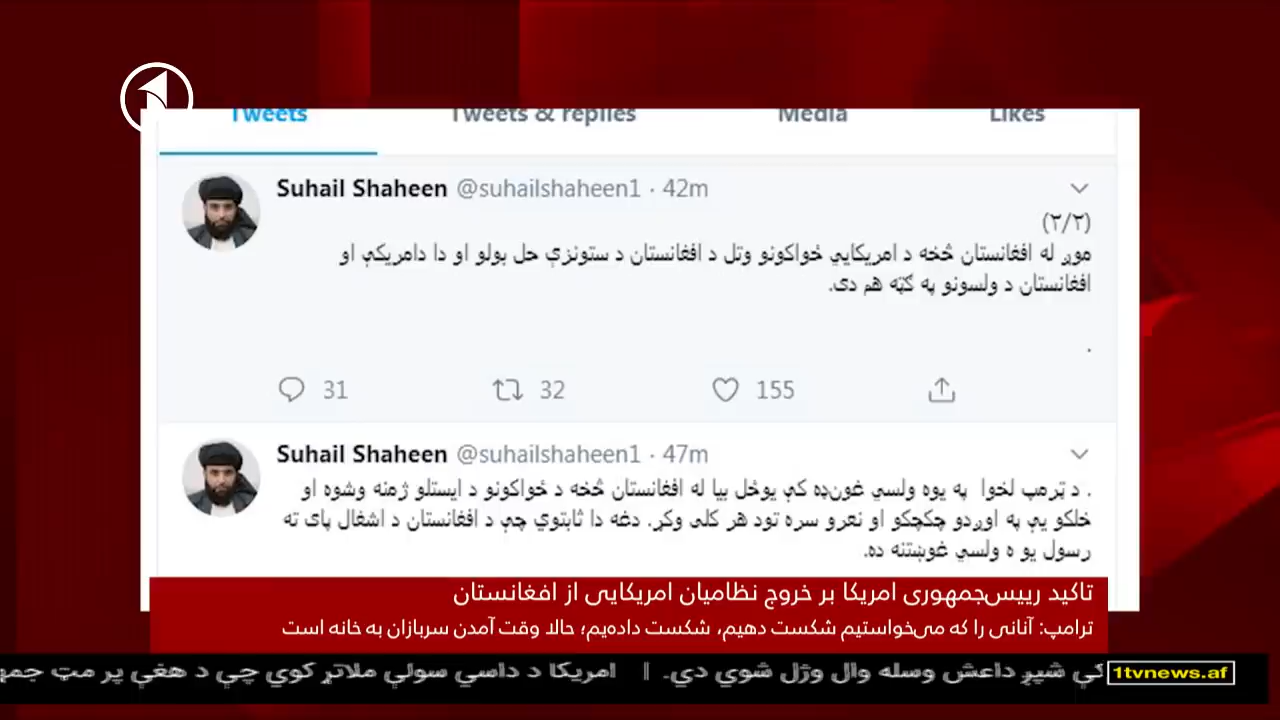 Tweets Tweets & replies Media Likes
Suhail Shaheen @suhailshaheen1 · 42m
(۲/۲)
موږ له افغانستان څخه د امریکایي ځواکونو وتل د افغانستان د ستونزې حل بولو او دا دامریکې او
افغانستان د ولسونو په ګټه هم دی.
.
31 32 155
Suhail Shaheen @suhailshaheen1 · 47m
. د ټرمپ لخوا په یوه ولسي غونډه کې یوځل بیا له افغانستان څخه د ځواکونو د ایستلو ژمنه وشوه او
خلکو یې په اوږدو چکچکو او نعرو سره تود هر کلی وکړ. دغه دا ثابتوي چې د افغانستان د اشغال پای ته
رسول یو ه ولسي غوښتنه ده.
تاکید رییس‌جمهوری امریکا بر خروج نظامیان امریکایی از افغانستان
ترامپ: آنانی را که می‌خواستیم شکست دهیم، شکست داده‌یم؛ حالا وقت آمدن سربازان به خانه است
کې شپږ داعش وسله وال وژل شوي دي. || امریکا د داسې سولې ملاتړ کوي چې د هغې پر مټ
1tvnews.af